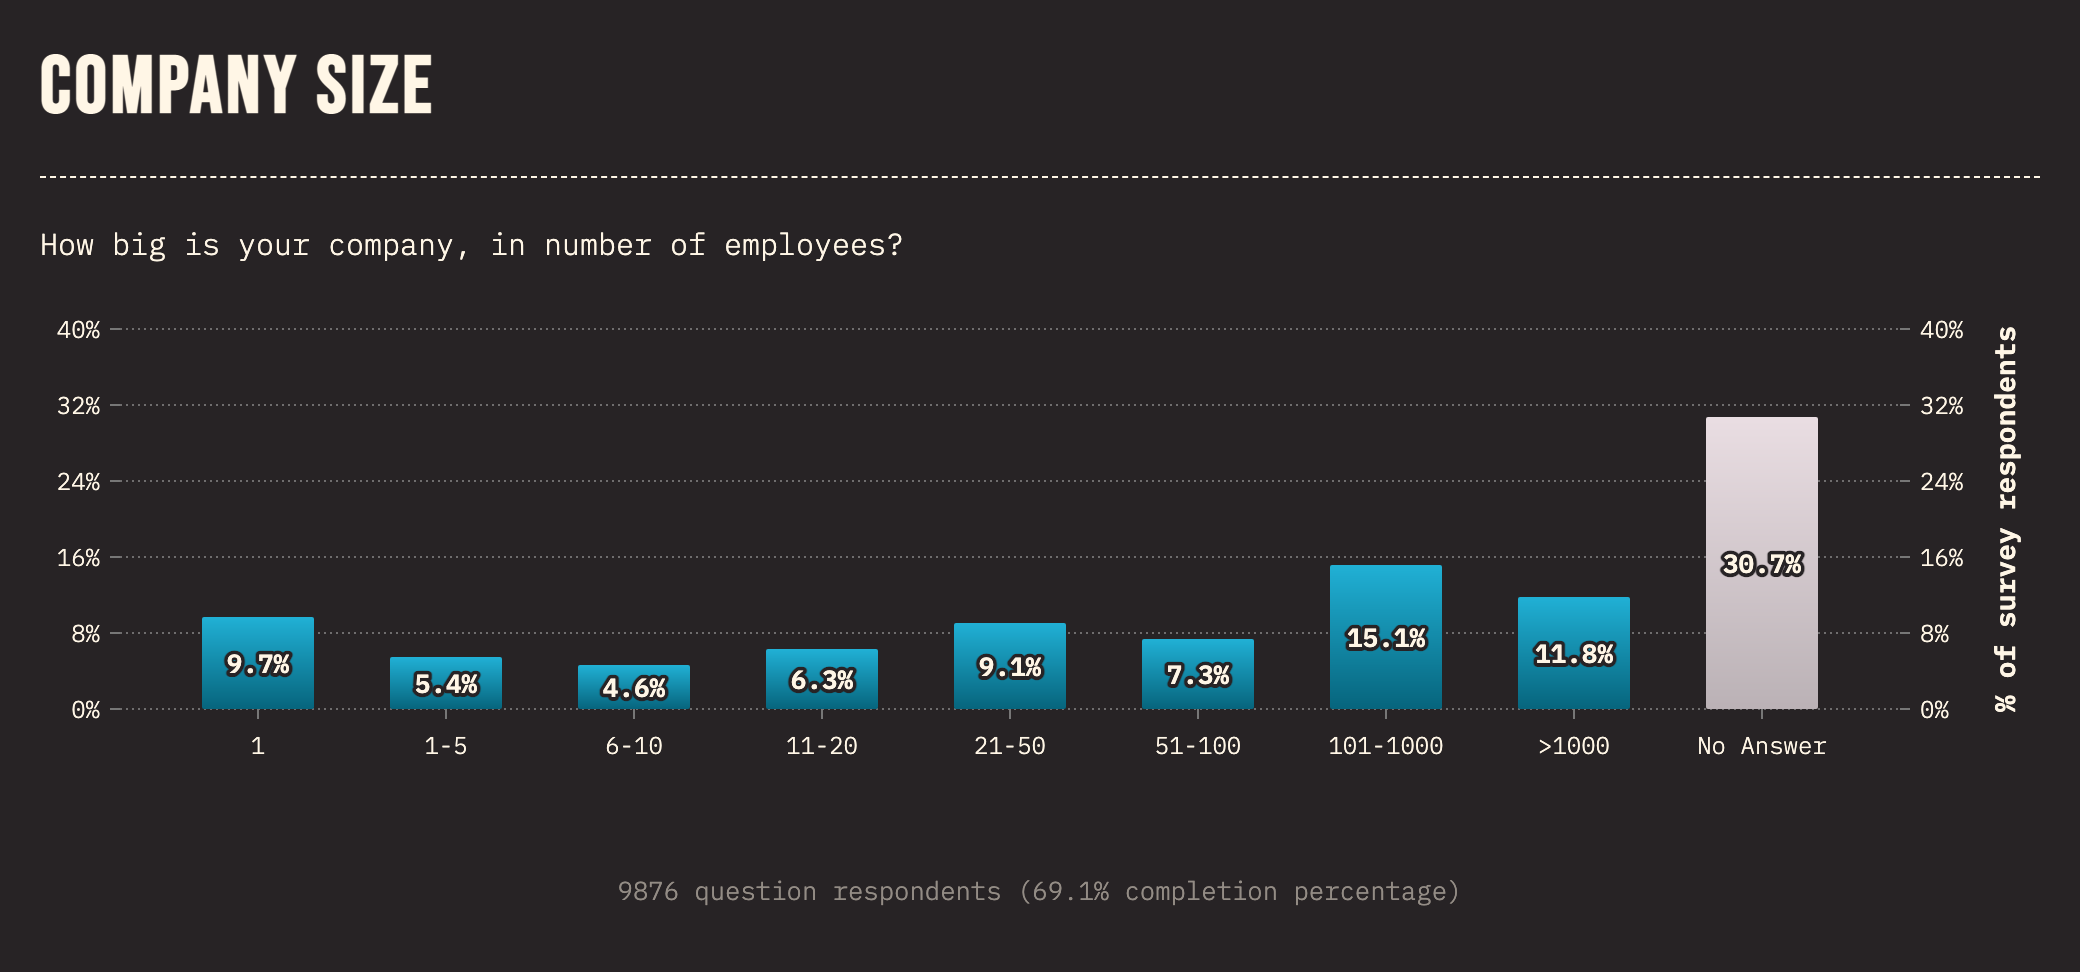 COMPANY SIZE
How big is your company, in number of employees?
40% 40%
32% 32%
24% 24%
16% 16%
8% 8%
0% 0%
% of survey respondents
9.7% 5.4% 4.6% 6.3% 9.1% 7.3% 15.1% 11.8% 30.7%
1 1-5 6-10 11-20 21-50 51-100 101-1000 >1000 No Answer
9876 question respondents (69.1% completion percentage)